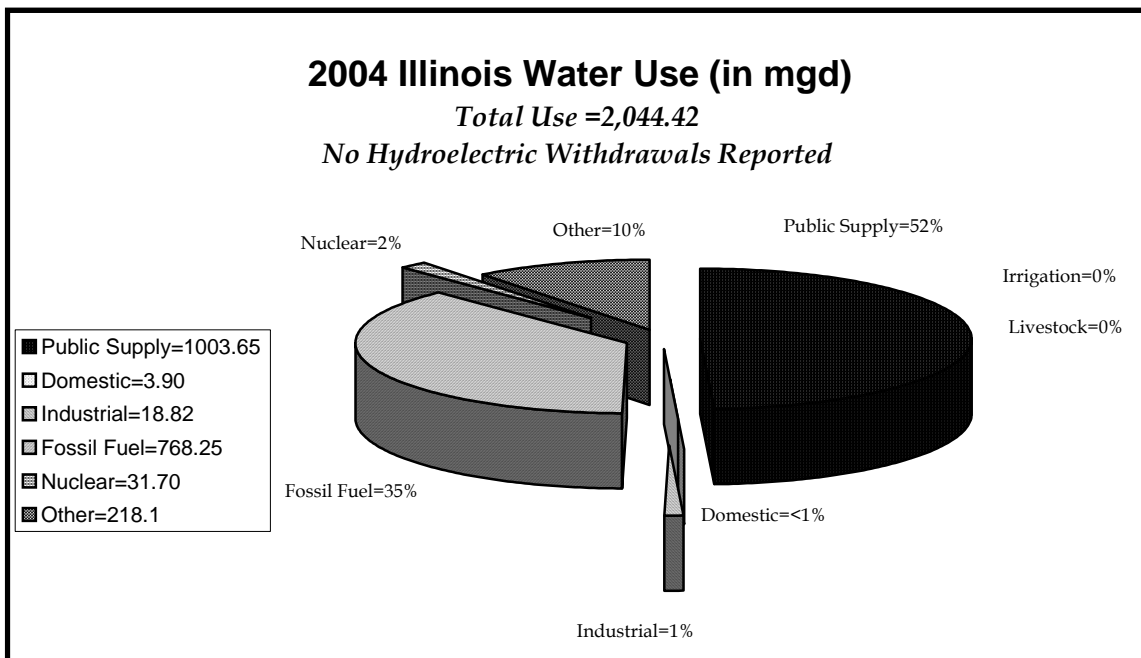 2004 Illinois Water Use (in mgd)
Total Use =2,044.42
No Hydroelectric Withdrawals Reported
Nuclear=2%
Other=10%
Public Supply=52%
Irrigation=0%
Livestock=0%
Public Supply=1003.65
Domestic=3.90
Industrial=18.82
Fossil Fuel=768.25
Nuclear=31.70
Other=218.1
Fossil Fuel=35%
Domestic=<1%
Industrial=1%